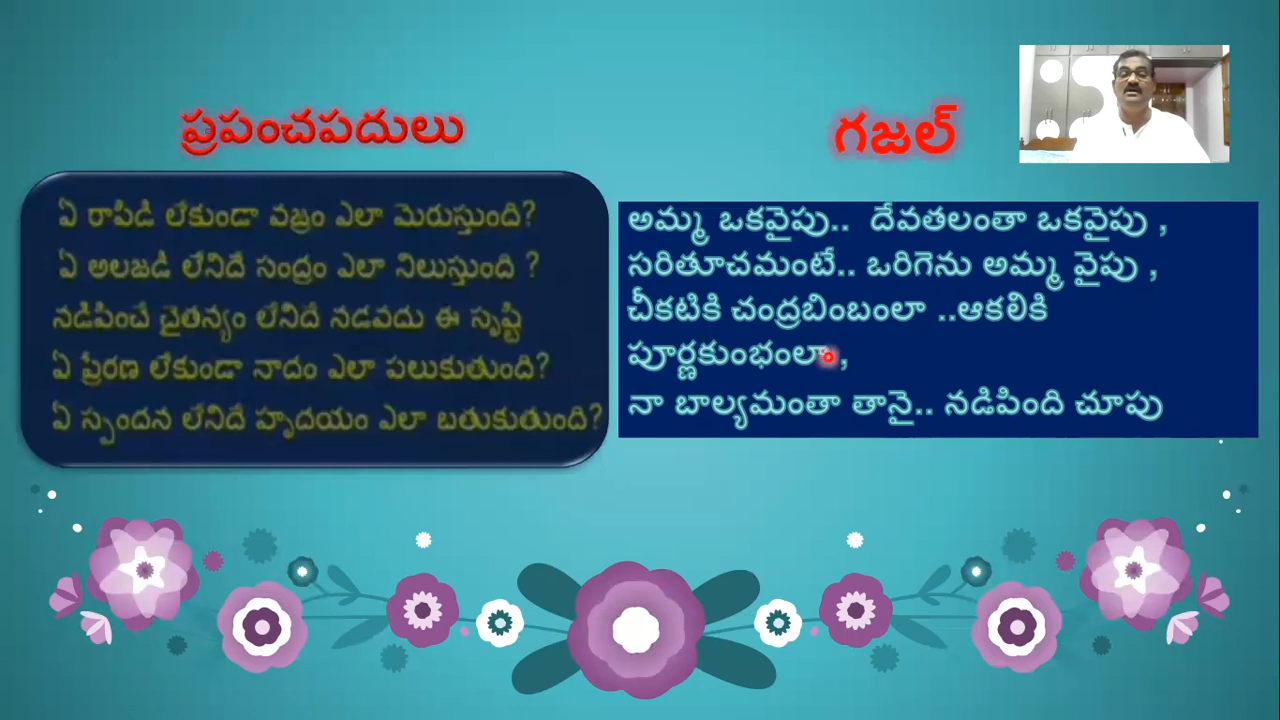 ప్రపంచపదులు
ఏ రాపిడి లేకుండా వజ్రం ఎలా మెరుస్తుంది?
ఏ అలజడి లేనిదే సంద్రం ఎలా నిలుస్తుంది ?
నడిపించే చైతన్యం లేనిదే నడవదు ఈ సృష్టి
ఏ ప్రేరణ లేకుండా నాదం ఎలా పలుకుతుంది?
ఏ స్పందన లేనిదే హృదయం ఎలా బతుకుతుంది?
గజల్
అమ్మ ఒకవైపు.. దేవతలంతా ఒకవైపు ,
సరితూచమంటే.. ఒరిగెను అమ్మ వైపు ,
చీకటికి చంద్రబింబంలా ..ఆకలికి
పూర్ణకుంభంలా ,
నా బాల్యమంతా తానై.. నడిపింది చూపు